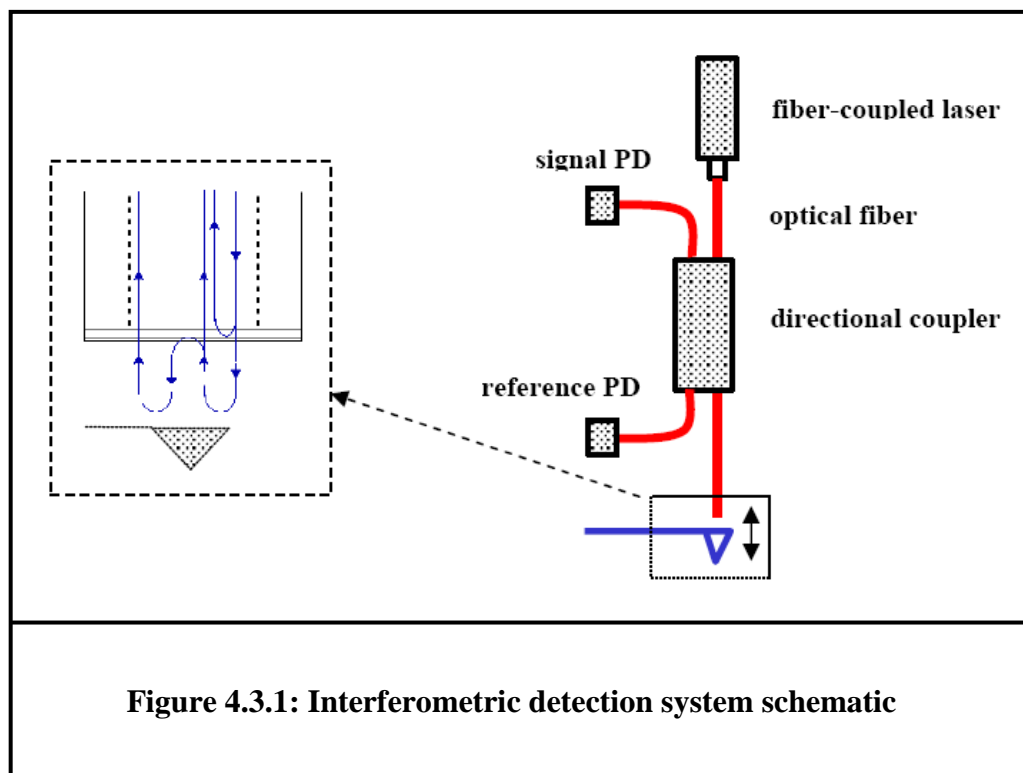 fiber-coupled laser
signal PD
optical fiber
directional coupler
reference PD
Figure 4.3.1: Interferometric detection system schematic